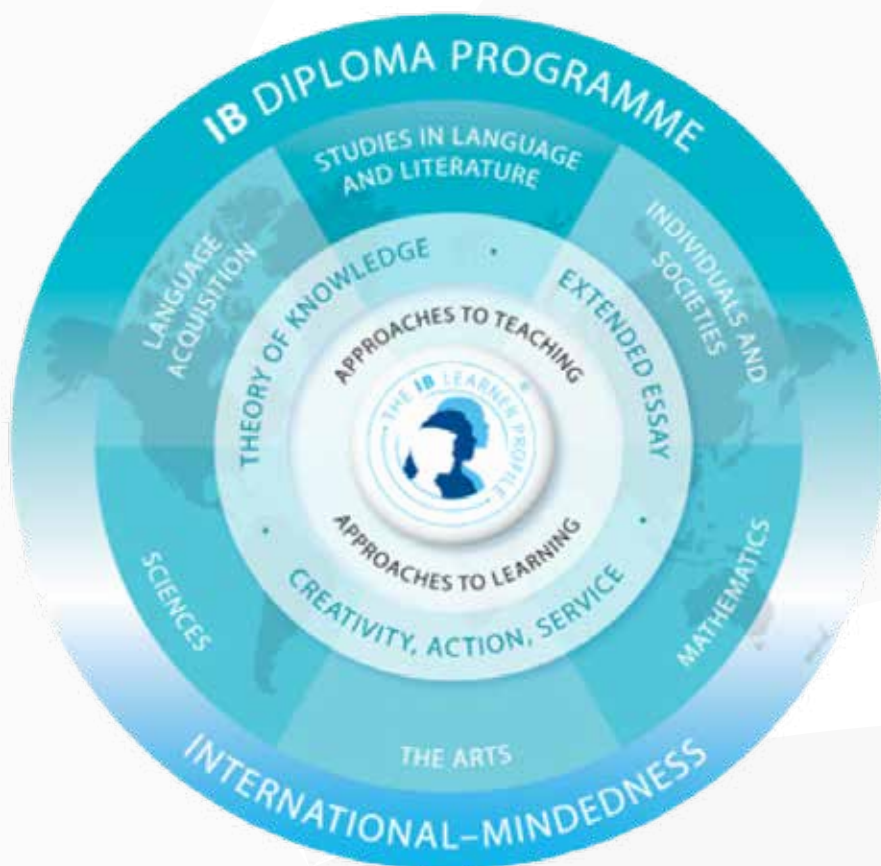 IB DIPLOMA PROGRAMME
STUDIES IN LANGUAGE
AND LITERATURE
LANGUAGE
ACQUISITION
INDIVIDUALS AND
SOCIETIES
THEORY OF KNOWLEDGE
EXTENDED ESSAY
APPROACHES TO TEACHING
THE IB LEARNER PROFILE
®
APPROACHES TO LEARNING
CREATIVITY, ACTION, SERVICE
SCIENCES
MATHEMATICS
THE ARTS
INTERNATIONAL–MINDEDNESS